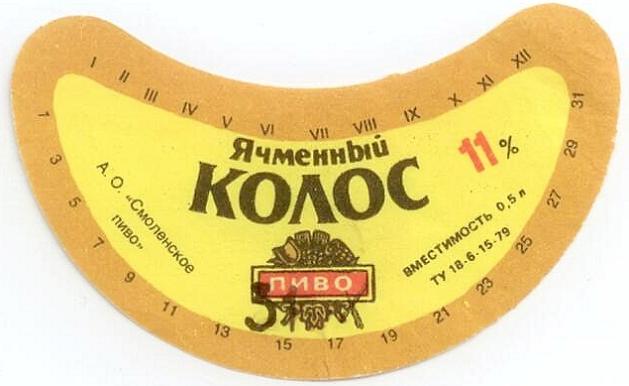 I II III IV V VI VII VIII IX X XI XII
Ячменный
КОЛОС
11%
А. О. «Смоленское
пиво»
ВМЕСТИМОСТЬ 0,5 л
ТУ 18-6-15-79
ПИВО
1 3 5 7 9 11 13 15 17 19 21 23 25 27 29 31